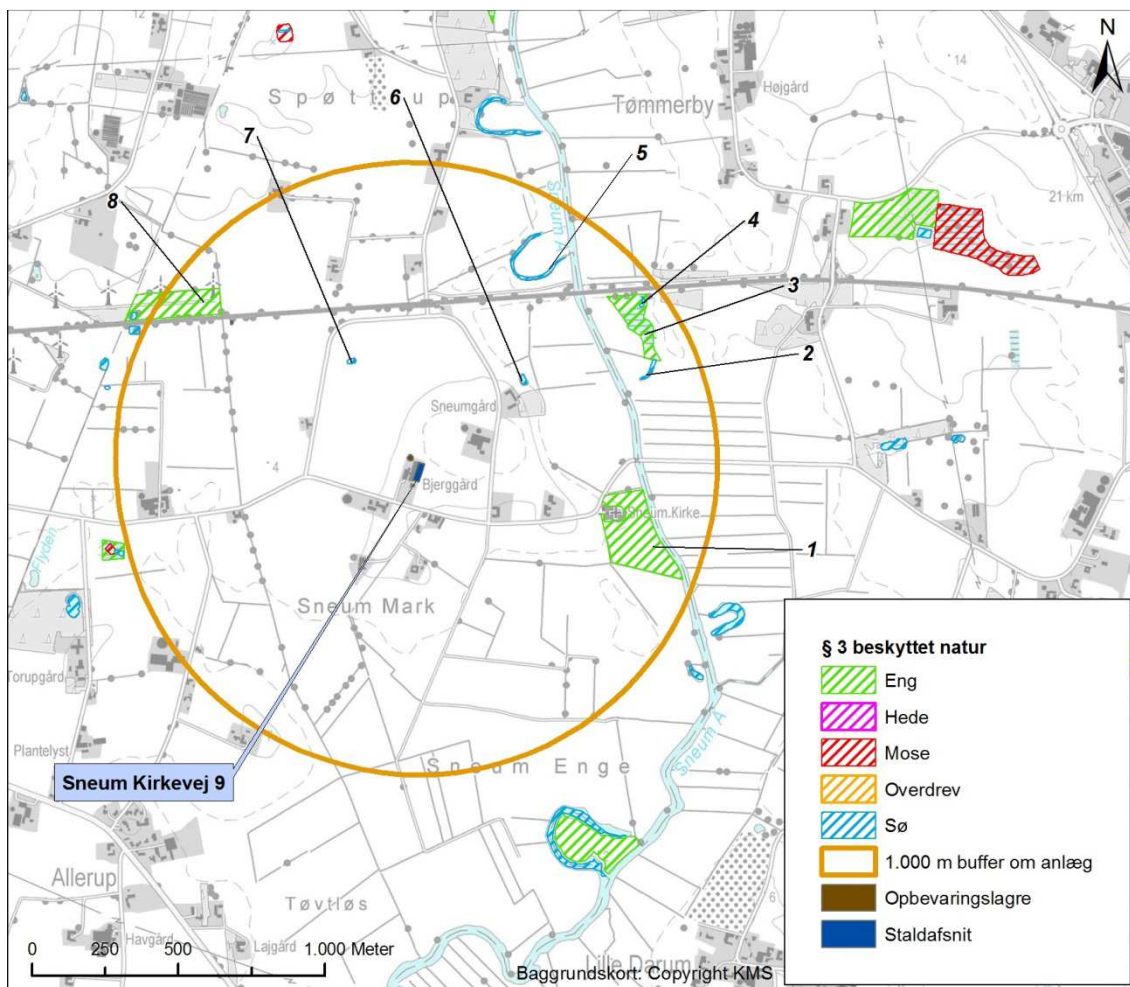 12
N
14
6
S p ø t t r u p
Tømmerby
Højgård
7
5
Sneum Å
21 km
8
4
3
2
Sneumgård
4
Bjerggård
Sneum Kirke
1
Flyden
Sneum Mark
§ 3 beskyttet natur
Torupgård
Eng
Hede
Plantelyst
Mose
Sneum Enge
Sneum Å
Sneum Kirkevej 9
Overdrev
Sø
1.000 m buffer om anlæg
Allerup
Opbevaringslagre
Tøvtløs
6
Havgård
Lajgård
Staldafsnit
0 250 500 1.000 Meter
Lille Darum
Baggrundskort: Copyright KMS